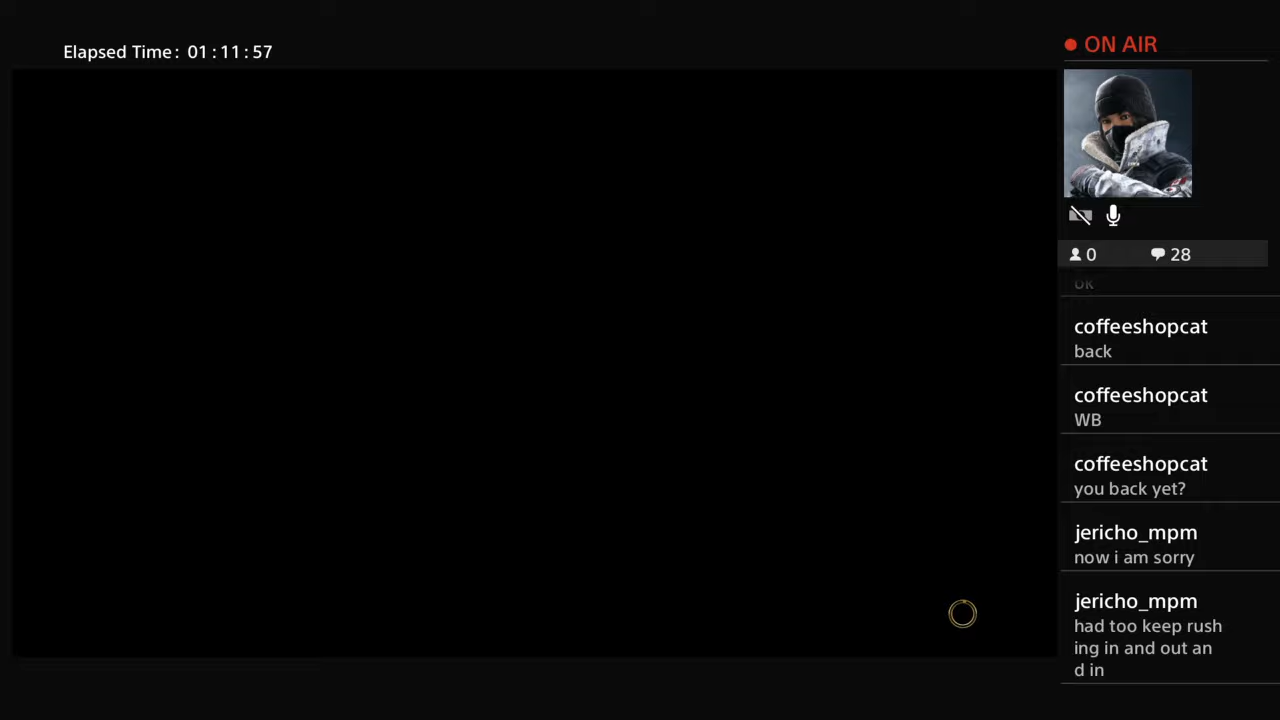 Elapsed Time: 01:11:57
ON AIR
0 28
ok
coffeeshopcat
back
coffeeshopcat
WB
coffeeshopcat
you back yet?
jericho_mpm
now i am sorry
jericho_mpm
had too keep rush
ing in and out an
d in